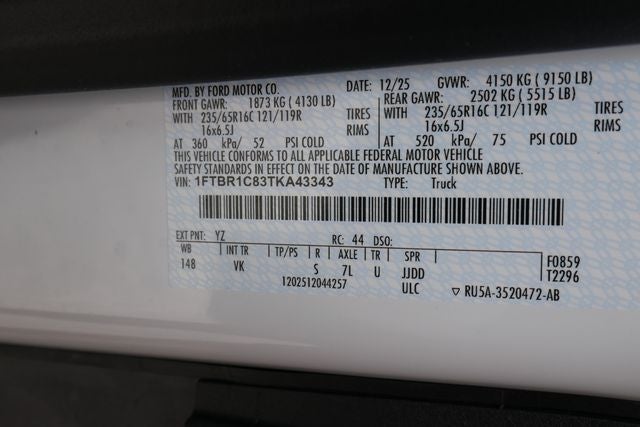 MFD. BY FORD MOTOR CO. DATE: 12/25 GVWR: 4150 KG ( 9150 LB)
FRONT GAWR: 1873 KG ( 4130 LB) REAR GAWR: 2502 KG ( 5515 LB)
WITH 235/65R16C 121/119R TIRES WITH 235/65R16C 121/119R TIRES
16x6.5J RIMS 16x6.5J RIMS
AT 360 kPa/ 52 PSI COLD AT 520 kPa/ 75 PSI COLD
THIS VEHICLE CONFORMS TO ALL APPLICABLE FEDERAL MOTOR VEHICLE
SAFETY STANDARDS IN EFFECT ON THE DATE OF MANUFACTURE SHOWN ABOVE.
VIN: 1FTBR1C83TKA43343 TYPE: Truck
EXT PNT: YZ RC: 44 DSO:
WB INT TR TP/PS R AXLE TR SPR F0859
148 VK S 7L U JJDD T2296
1202512044257 ULC ▽ RU5A-3520472-AB